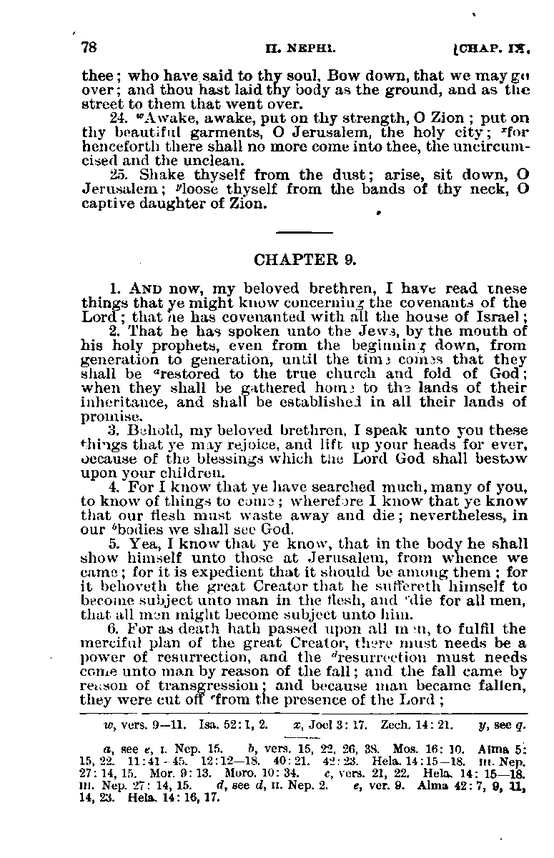 78 II. NEPHI. [CHAP. IX.
thee; who have said to thy soul, Bow down, that we may go
over; and thou hast laid thy body as the ground, and as the
street to them that went over.
24. ʷAwake, awake, put on thy strength, O Zion; put on
thy beautiful garments, O Jerusalem, the holy city; ˣfor
henceforth there shall no more come into thee, the uncircum-
cised and the unclean.
25. Shake thyself from the dust; arise, sit down, O
Jerusalem; ʸloose thyself from the bands of thy neck, O
captive daughter of Zion.
CHAPTER 9.
1. AND now, my beloved brethren, I have read these
things that ye might know concerning the covenants of the
Lord; that he has covenanted with all the house of Israel;
2. That he has spoken unto the Jews, by the mouth of
his holy prophets, even from the beginning down, from
generation to generation, until the time comes that they
shall be ᵃrestored to the true church and fold of God;
when they shall be gathered home to the lands of their
inheritance, and shall be established in all their lands of
promise.
3. Behold, my beloved brethren, I speak unto you these
things that ye may rejoice, and lift up your heads for ever,
because of the blessings which the Lord God shall bestow
upon your children.
4. For I know that ye have searched much, many of you,
to know of things to come; wherefore I know that ye know
that our flesh must waste away and die; nevertheless, in
our ᵇbodies we shall see God.
5. Yea, I know that ye know, that in the body he shall
show himself unto those at Jerusalem, from whence we
came; for it is expedient that it should be among them; for
it behoveth the great Creator that he suffereth himself to
become subject unto man in the flesh, and ᶜdie for all men,
that all men might become subject unto him.
6. For as death hath passed upon all men, to fulfil the
merciful plan of the great Creator, there must needs be a
power of resurrection, and the ᵈresurrection must needs
come unto man by reason of the fall; and the fall came by
reason of transgression; and because man became fallen,
they were cut off ᵉfrom the presence of the Lord;
w, vers. 9—11. Isa. 52: 1, 2. x, Joel 3: 17. Zech. 14: 21. y, see q.
a, see e, I. Nep. 15. b, vers. 15, 22, 26, 38. Mos. 16: 10. Alma 5:
15, 22. 11: 41-45. 12: 12—18. 40: 21. 42: 23. Hela. 14: 15—18. III. Nep.
27: 14, 15. Mor. 9: 13. Moro. 10: 34. c, vers. 21, 22. Hela. 14: 15—18.
III. Nep. 27: 14, 15. d, see d, II. Nep. 2. e, ver. 9. Alma 42: 7, 9, 11,
14, 23. Hela. 14: 16, 17.